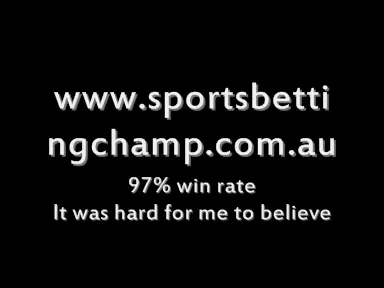 www.sportsbetti
ngchamp.com.au
97% win rate
It was hard for me to believe